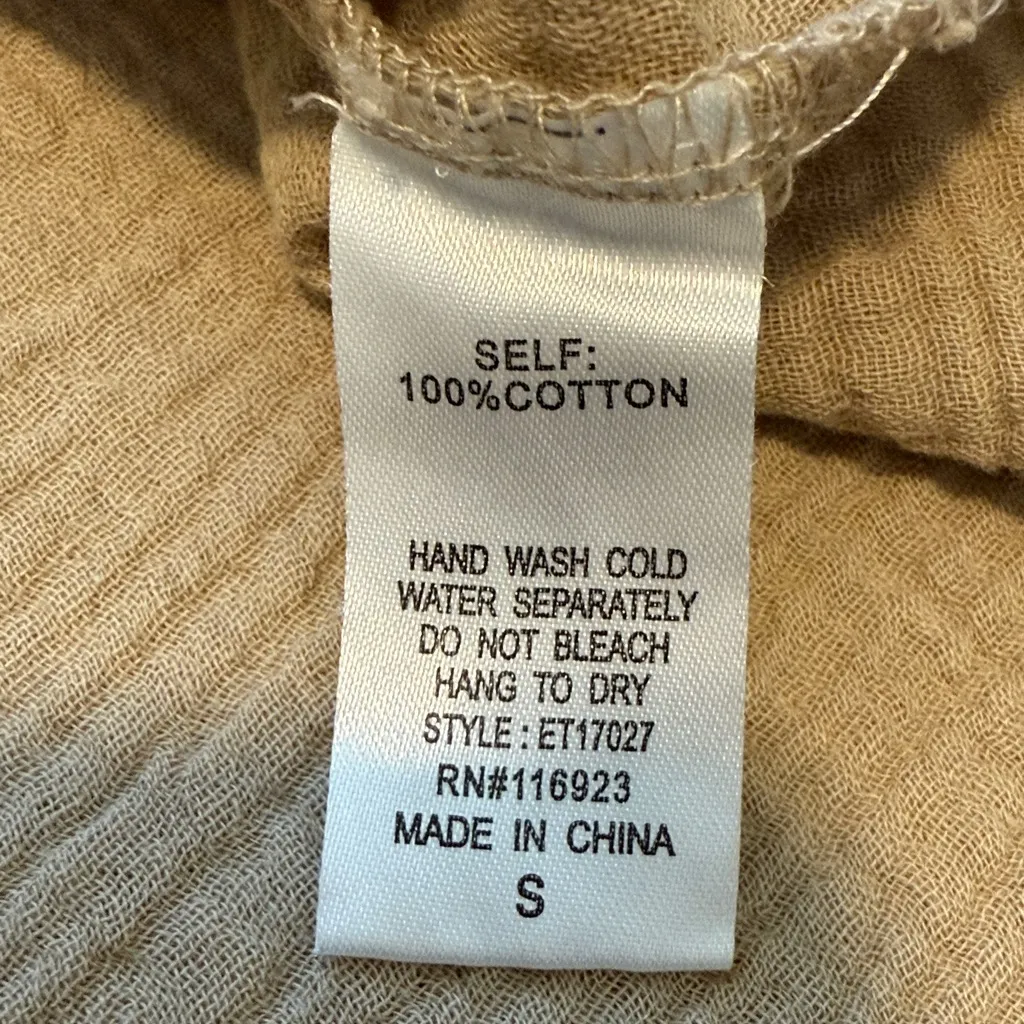 SELF:
100%COTTON
HAND WASH COLD
WATER SEPARATELY
DO NOT BLEACH
HANG TO DRY
STYLE : ET17027
RN#116923
MADE IN CHINA
S